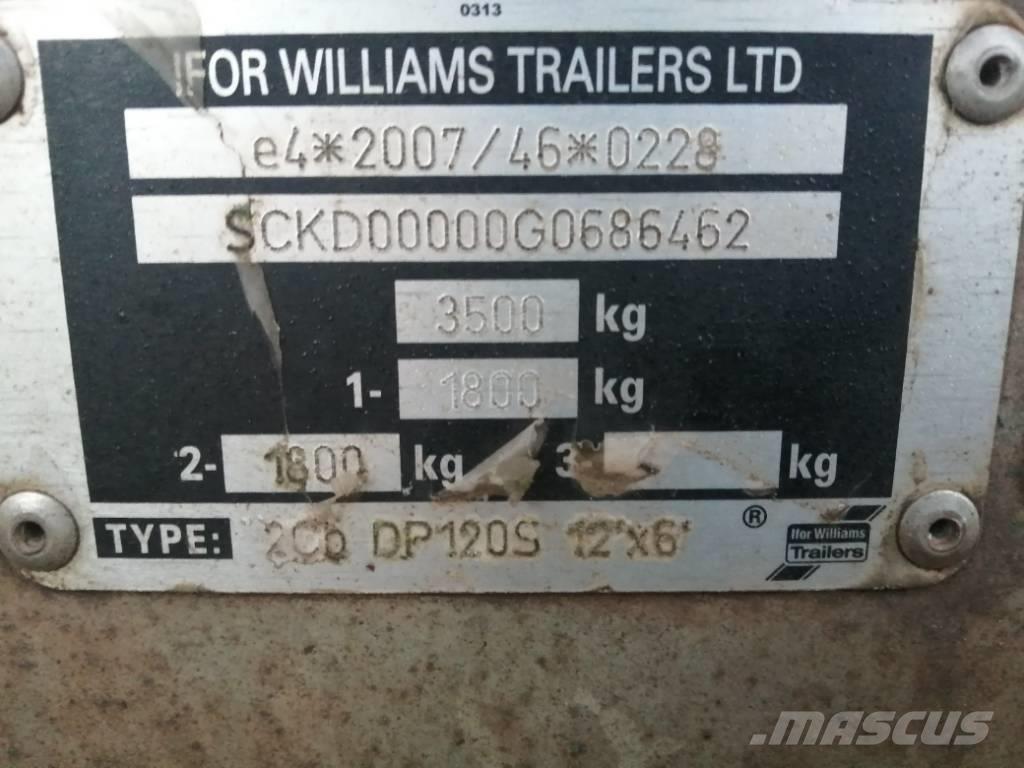 0313
IFOR WILLIAMS TRAILERS LTD
e4*2007/46*0228
SCKD00000G0686462
3500 kg
1- 1800 kg
2- 1800 kg 3 kg
TYPE: 2Cb DP120S 12'x6' ®
Ifor Williams
Trailers
MASCUS